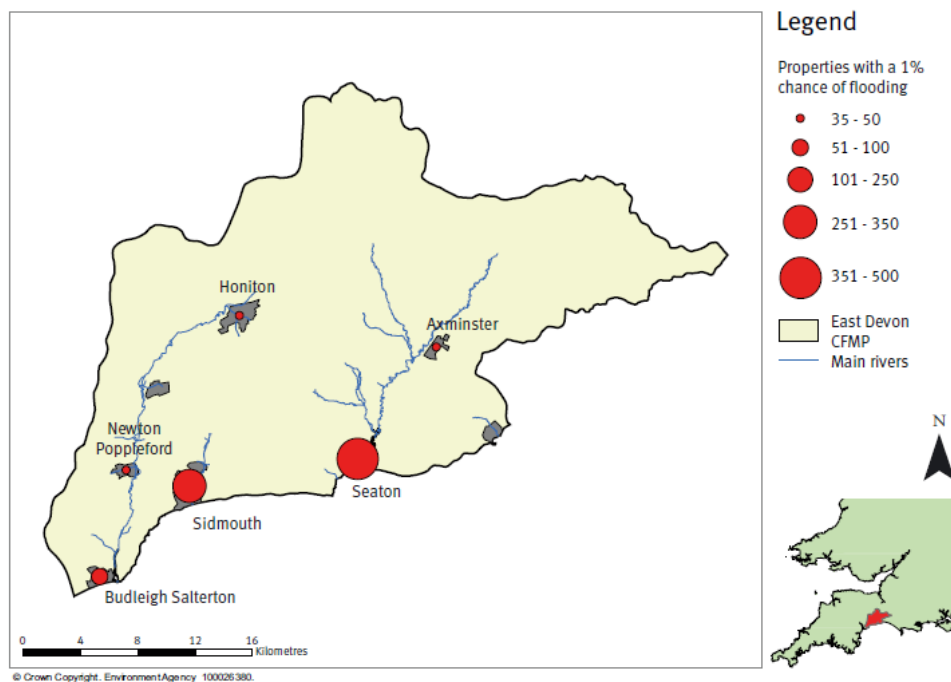 Legend
Properties with a 1%
chance of flooding
35 - 50
51 - 100
101 - 250
251 - 350
351 - 500
East Devon
CFMP
Main rivers
N
Honiton
Axminster
Newton
Poppleford
Sidmouth
Seaton
Budleigh Salterton
0 4 8 12 16
Kilometres
© Crown Copyright. Environment Agency 100026380.